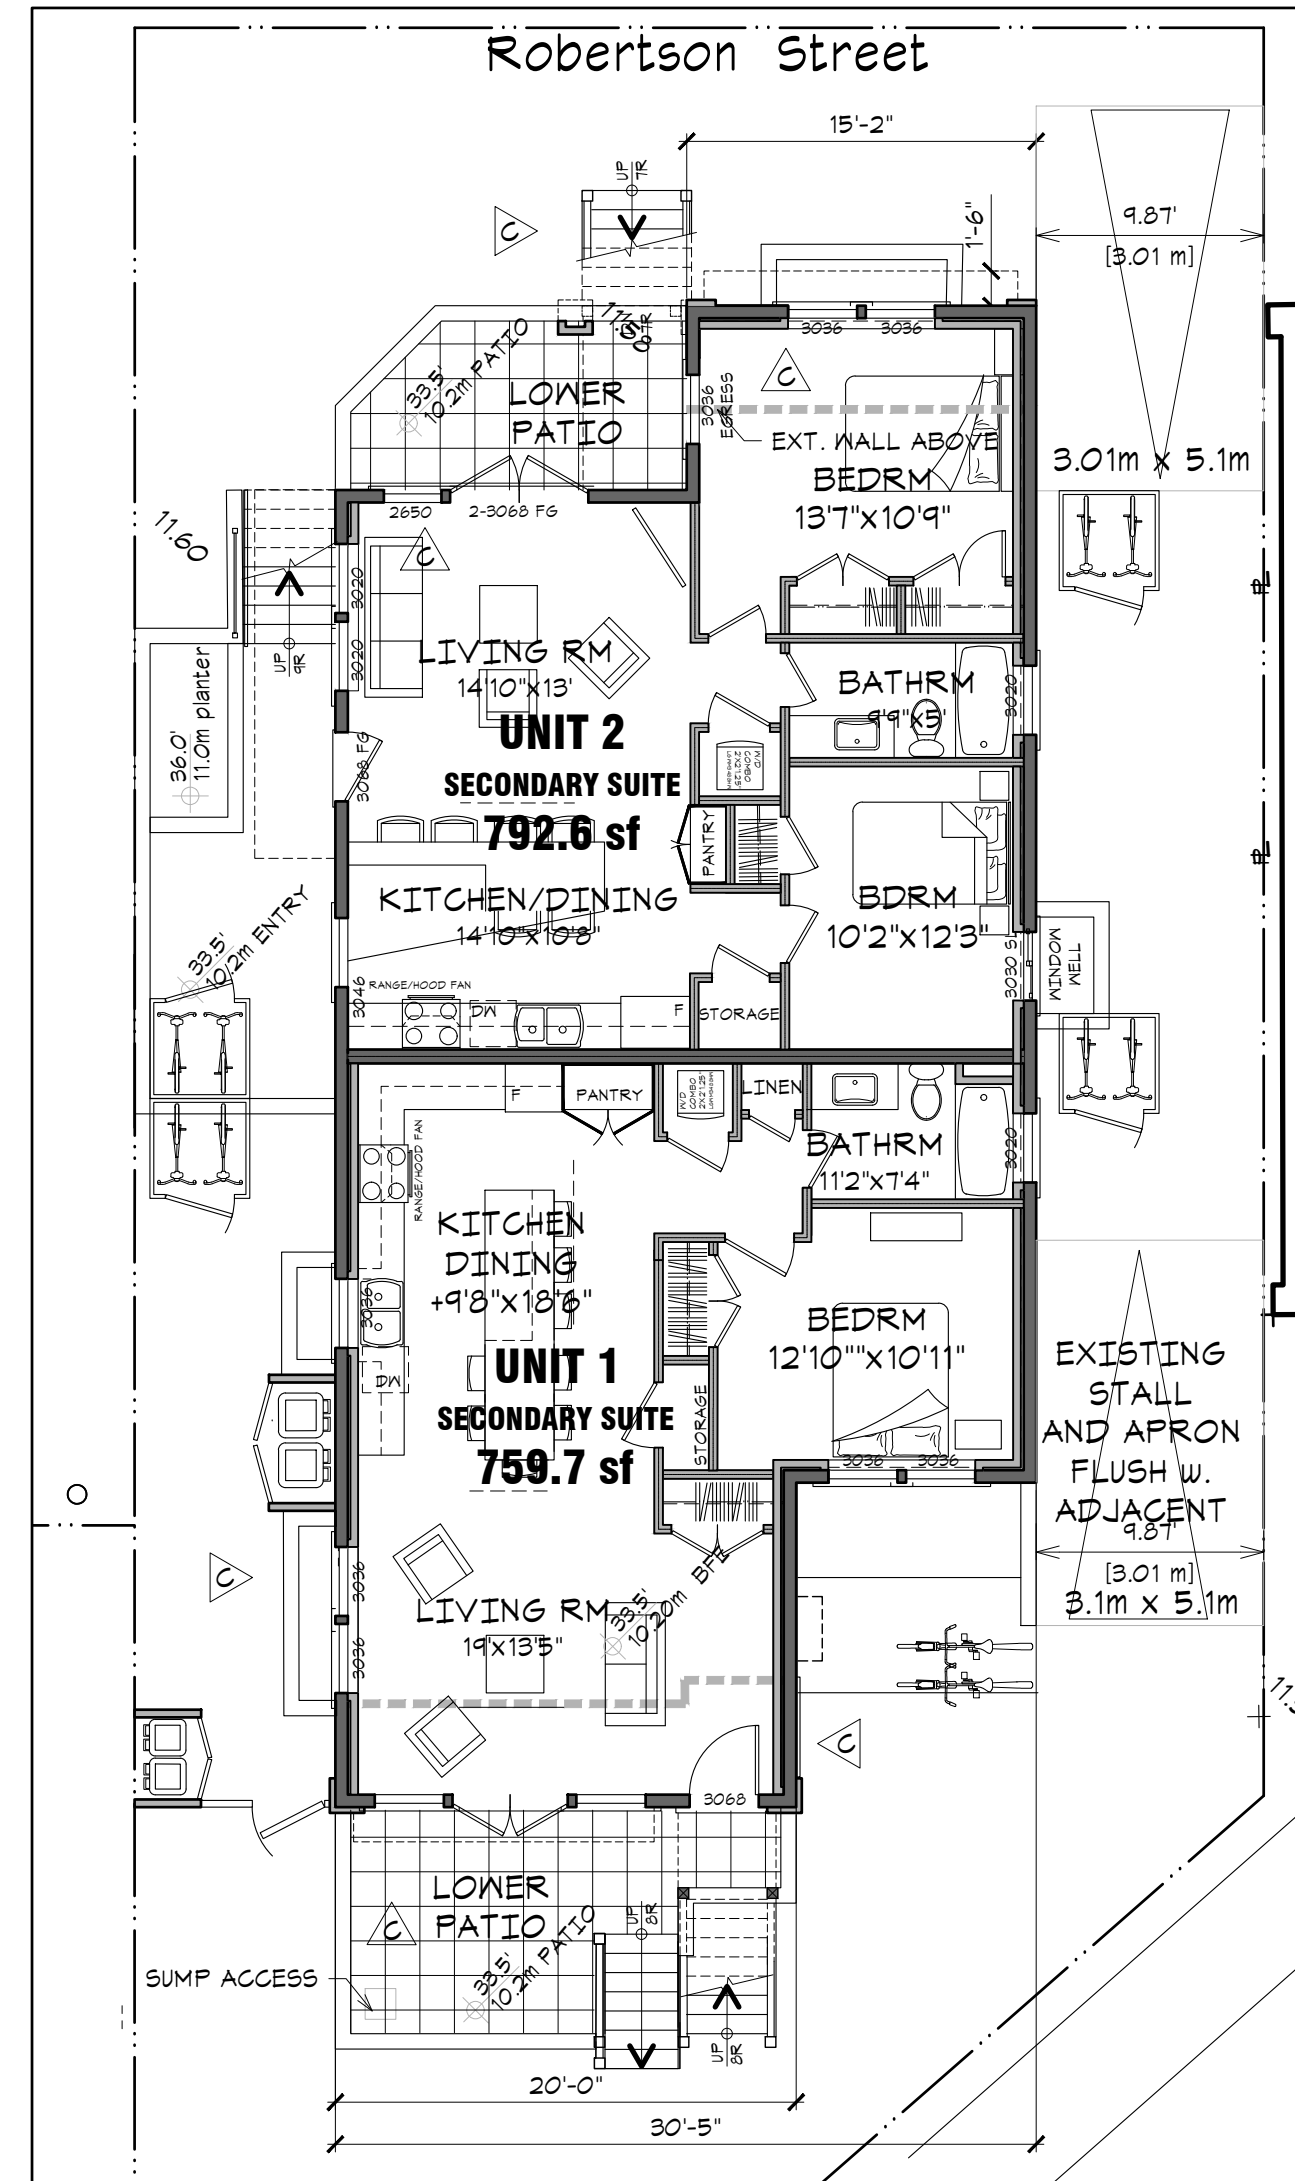 Robertson Street
15'-2"
UP
7R
C
1'-6"
9.87'
[3.01 m]
3036
3036
33.5'
10.2m PATIO
LOWER
PATIO
3036
EGRESS
C
EXT. WALL ABOVE
BEDRM
13'7"x10'9"
3.01m x 5.1m
11.60
2650
2-3068 FG
C
3020
3020
UP
9R
LIVING RM
14'10"x13'
BATHRM
9'9"x5'
3020
UNIT 2
SECONDARY SUITE
792.6 sf
W/D
COMBO
36.0'
11.0m planter
3068 FG
PANTRY
KITCHEN/DINING
14'10"x10'8"
BDRM
10'2"x12'3"
33.5'
10.2m ENTRY
WINDOW
WELL
3046
RANGE/HOOD FAN
DW
F
STORAGE
F
PANTRY
W/D
COMBO
LINEN
BATHRM
11'2"x7'4"
3020
RANGE/HOOD FAN
KITCHEN
DINING
+9'8"x18'6"
3036
DW
BEDRM
12'10""x10'11"
UNIT 1
SECONDARY SUITE
759.7 sf
STORAGE
3036
3036
EXISTING
STALL
AND APRON
FLUSH w.
ADJACENT
9.87'
[3.01 m]
3.1m x 5.1m
C
3036
3036
LIVING RM
19'x13'5"
33.5'
10.20m BFE
C
3068
LOWER
PATIO
C
33.5'
10.2m PATIO
UP
8R
SUMP ACCESS
UP
8R
20'-0"
30'-5"